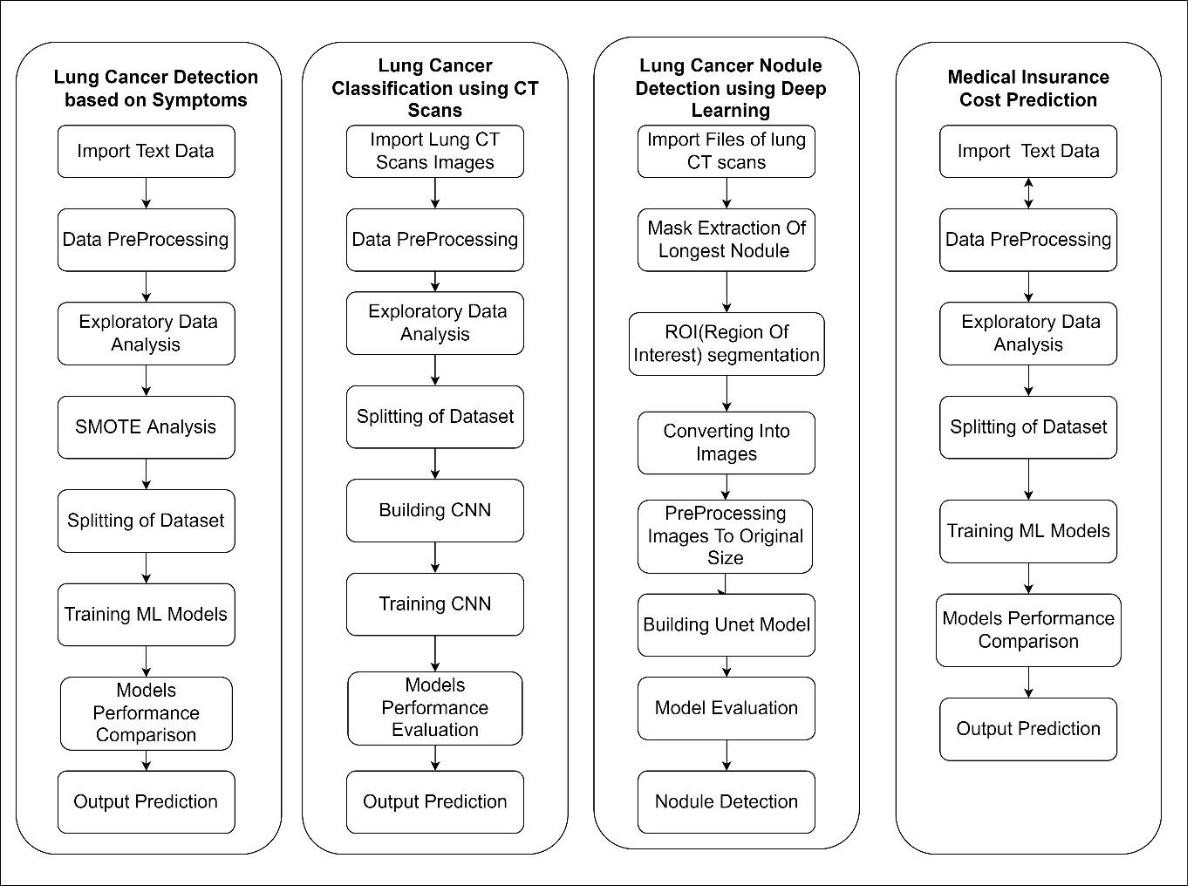 Lung Cancer Detection
based on Symptoms
Import Text Data
Data PreProcessing
Exploratory Data
Analysis
SMOTE Analysis
Splitting of Dataset
Training ML Models
Models
Performance
Comparison
Output Prediction
Lung Cancer
Classification using CT
Scans
Import Lung CT
Scans Images
Data PreProcessing
Exploratory Data
Analysis
Splitting of Dataset
Building CNN
Training CNN
Models
Performance
Evaluation
Output Prediction
Lung Cancer Nodule
Detection using Deep
Learning
Import Files of lung
CT scans
Mask Extraction Of
Longest Nodule
ROI(Region Of
Interest) segmentation
Converting Into
Images
PreProcessing
Images To Original
Size
Building Unet Model
Model Evaluation
Nodule Detection
Medical Insurance
Cost Prediction
Import Text Data
Data PreProcessing
Exploratory Data
Analysis
Splitting of Dataset
Training ML Models
Models Performance
Comparison
Output Prediction